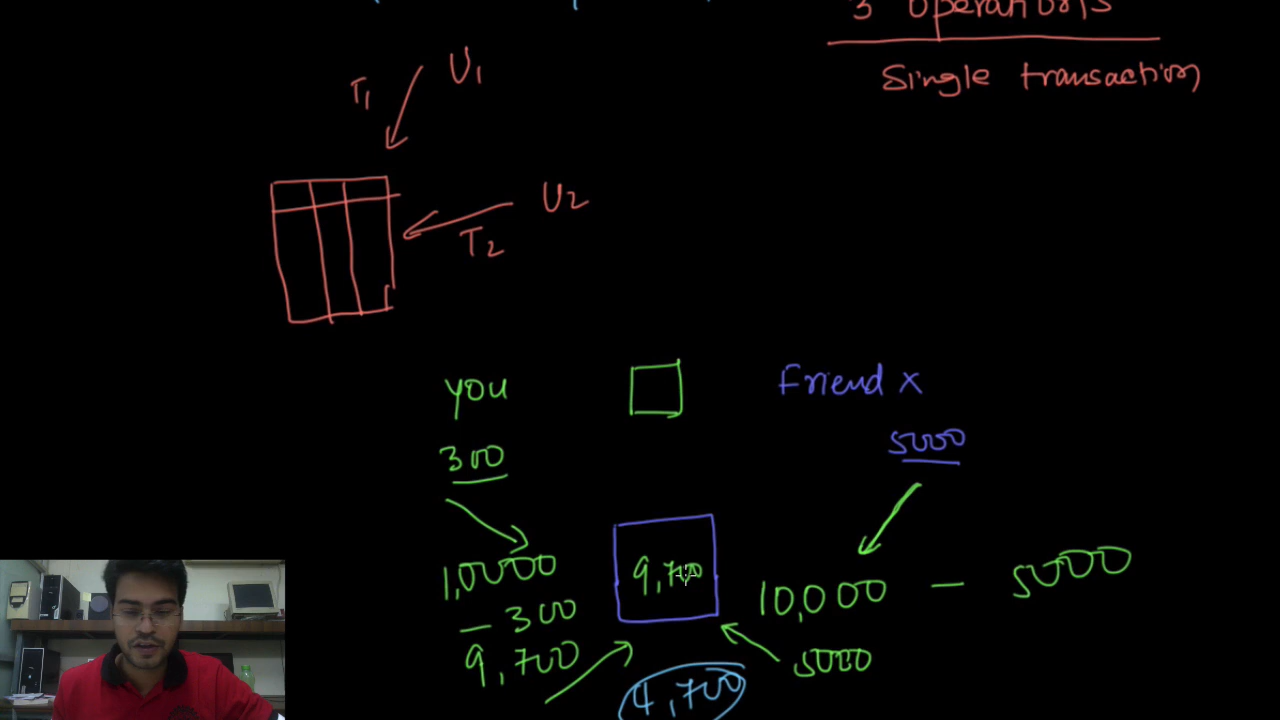 3 operations
Single transaction
T1 U1
U2
T2
you Friend x
300 5000
1,0000 9,700 10,000 - 5000
- 300
9,700 5000
4,700